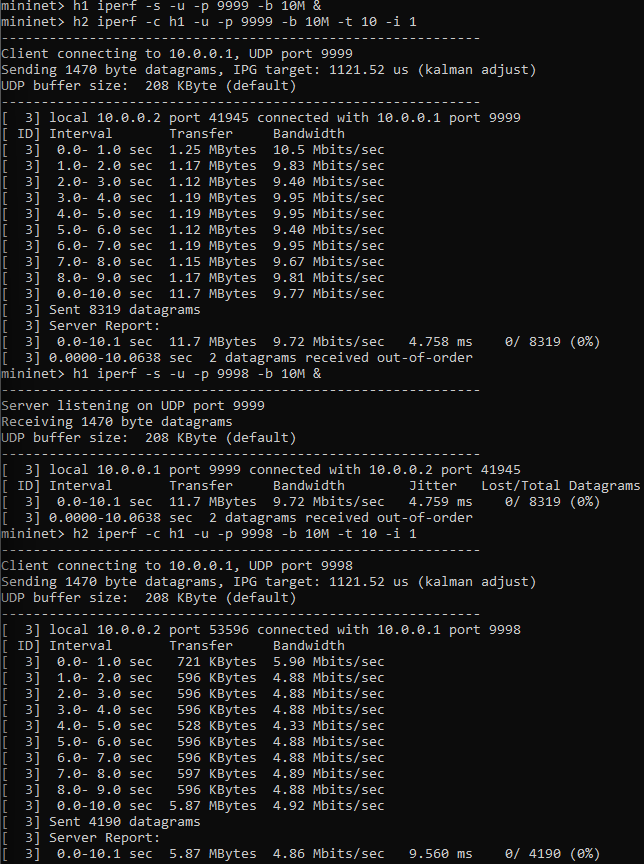 mininet> h1 iperf -s -u -p 9999 -b 10M &
mininet> h2 iperf -c h1 -u -p 9999 -b 10M -t 10 -i 1
------------------------------------------------------------
Client connecting to 10.0.0.1, UDP port 9999
Sending 1470 byte datagrams, IPG target: 1121.52 us (kalman adjust)
UDP buffer size:  208 KByte (default)
------------------------------------------------------------
[  3] local 10.0.0.2 port 41945 connected with 10.0.0.1 port 9999
[ ID] Interval       Transfer     Bandwidth
[  3]  0.0- 1.0 sec  1.25 MBytes  10.5 Mbits/sec
[  3]  1.0- 2.0 sec  1.17 MBytes  9.83 Mbits/sec
[  3]  2.0- 3.0 sec  1.12 MBytes  9.40 Mbits/sec
[  3]  3.0- 4.0 sec  1.19 MBytes  9.95 Mbits/sec
[  3]  4.0- 5.0 sec  1.19 MBytes  9.95 Mbits/sec
[  3]  5.0- 6.0 sec  1.12 MBytes  9.40 Mbits/sec
[  3]  6.0- 7.0 sec  1.19 MBytes  9.95 Mbits/sec
[  3]  7.0- 8.0 sec  1.15 MBytes  9.67 Mbits/sec
[  3]  8.0- 9.0 sec  1.17 MBytes  9.81 Mbits/sec
[  3]  0.0-10.0 sec  11.7 MBytes  9.77 Mbits/sec
[  3] Sent 8319 datagrams
[  3] Server Report:
[  3]  0.0-10.1 sec  11.7 MBytes  9.72 Mbits/sec   4.758 ms    0/ 8319 (0%)
[  3] 0.0000-10.0638 sec  2 datagrams received out-of-order
mininet> h1 iperf -s -u -p 9998 -b 10M &
------------------------------------------------------------
Server listening on UDP port 9999
Receiving 1470 byte datagrams
UDP buffer size:  208 KByte (default)
------------------------------------------------------------
[  3] local 10.0.0.1 port 9999 connected with 10.0.0.2 port 41945
[ ID] Interval       Transfer     Bandwidth        Jitter   Lost/Total Datagrams
[  3]  0.0-10.1 sec  11.7 MBytes  9.72 Mbits/sec   4.759 ms    0/ 8319 (0%)
[  3] 0.0000-10.0638 sec  2 datagrams received out-of-order
mininet> h2 iperf -c h1 -u -p 9998 -b 10M -t 10 -i 1
------------------------------------------------------------
Client connecting to 10.0.0.1, UDP port 9998
Sending 1470 byte datagrams, IPG target: 1121.52 us (kalman adjust)
UDP buffer size:  208 KByte (default)
------------------------------------------------------------
[  3] local 10.0.0.2 port 53596 connected with 10.0.0.1 port 9998
[ ID] Interval       Transfer     Bandwidth
[  3]  0.0- 1.0 sec   721 KBytes  5.90 Mbits/sec
[  3]  1.0- 2.0 sec   596 KBytes  4.88 Mbits/sec
[  3]  2.0- 3.0 sec   596 KBytes  4.88 Mbits/sec
[  3]  3.0- 4.0 sec   596 KBytes  4.88 Mbits/sec
[  3]  4.0- 5.0 sec   528 KBytes  4.33 Mbits/sec
[  3]  5.0- 6.0 sec   596 KBytes  4.88 Mbits/sec
[  3]  6.0- 7.0 sec   596 KBytes  4.88 Mbits/sec
[  3]  7.0- 8.0 sec   597 KBytes  4.89 Mbits/sec
[  3]  8.0- 9.0 sec   596 KBytes  4.88 Mbits/sec
[  3]  0.0-10.0 sec  5.87 MBytes  4.92 Mbits/sec
[  3] Sent 4190 datagrams
[  3] Server Report:
[  3]  0.0-10.1 sec  5.87 MBytes  4.86 Mbits/sec   9.560 ms    0/ 4190 (0%)